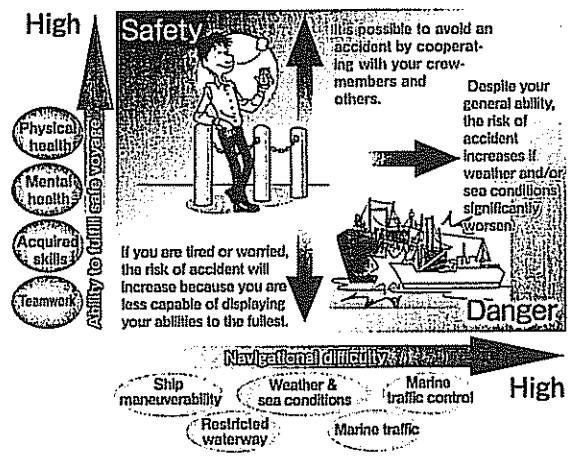 High
Safety
It is possible to avoid an
accident by cooperat-
ing with your crew-
members and
others.
Despite your
general ability,
the risk of
accident
increases if
weather and/or
sea conditions
significantly
worsen.
Physical
health
Mental
health
Acquired
skills
Teamwork
Ability to fulfill safe voyage
If you are tired or worried,
the risk of accident will
increase because you are
less capable of displaying
your abilities to the fullest.
Danger
Navigational difficulty
High
Ship
maneuverability
Weather &
sea conditions
Marine
traffic control
Restricted
waterway
Marine traffic